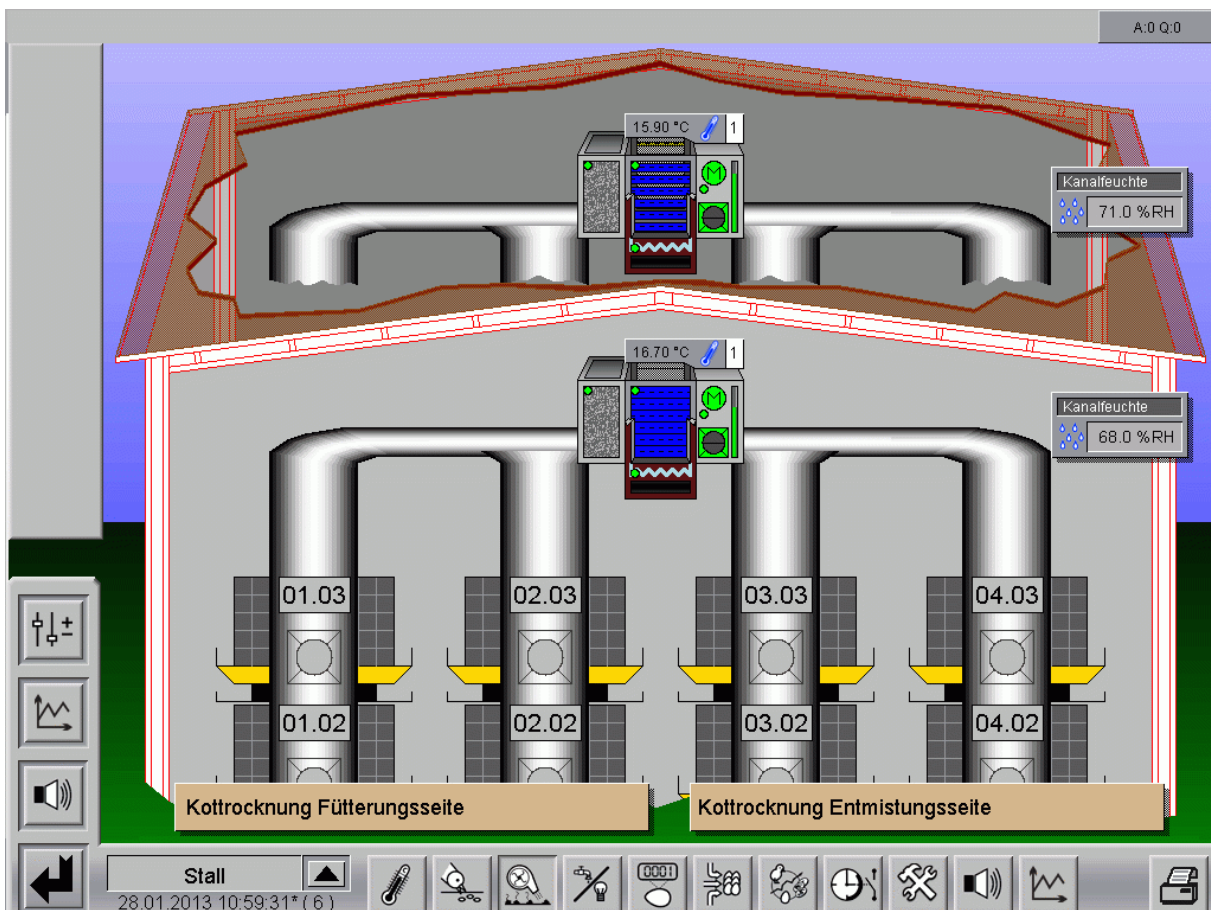 A:0 Q:0
15.90 °C 1
Kanalfeuchte
71.0 %RH
16.70 °C 1
Kanalfeuchte
68.0 %RH
M
M
01.03 02.03 03.03 04.03
01.02 02.02 03.02 04.02
Kottrocknung Fütterungsseite Kottrocknung Entmistungsseite
Stall
28.01.2013 10:59:31* ( 6 )
0001